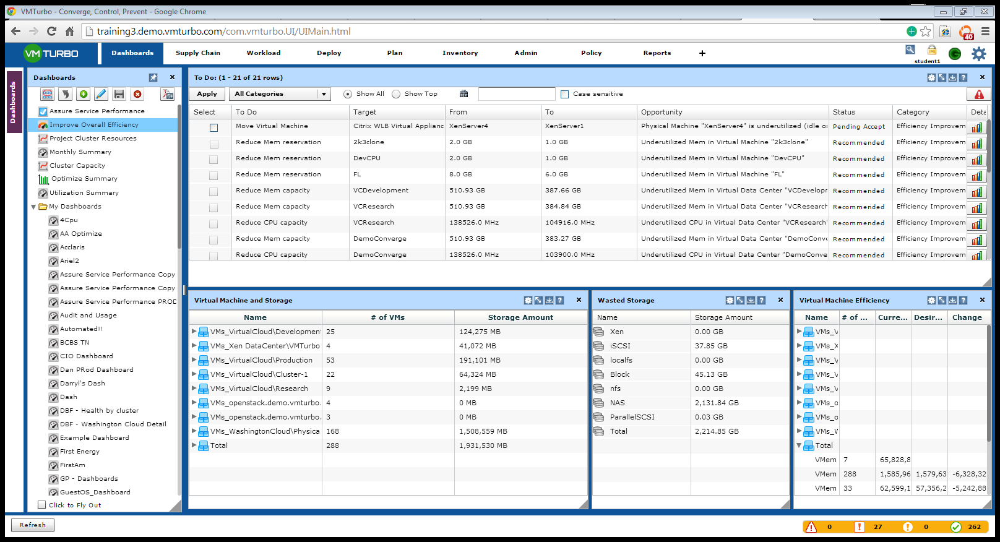 VMTurbo - Converge, Control, Prevent - Google Chrome
training3.demo.vmturbo.com/com.vmturbo.UI/UIMain.html
40
VMTURBO Dashboards Supply Chain Workload Deploy Plan Inventory Admin Policy Reports +
student1
Dashboards
Dashboards
Assure Service Performance
Improve Overall Efficiency
Project Cluster Resources
Monthly Summary
Cluster Capacity
Optimize Summary
Utilization Summary
My Dashboards
4Cpu
AA Optimize
Acclaris
Ariel2
Assure Service Performance Copy
Assure Service Performance Copy
Assure Service Performance PROD
Audit and Usage
Automated!!
BCBS TN
CIO Dashboard
Dan PRod Dashboard
Darryl's Dash
Dash
DBF - Health by cluster
DBF - Washington Cloud Detail
Example Dashboard
First Energy
FirstAm
GP - Dashboards
GuestOS_Dashboard
Click to Fly Out
To Do: (1 - 21 of 21 rows)
Apply All Categories Show All Show Top Case sensitive
Select To Do Target From To Opportunity Status Category Deta
Move Virtual Machine Citrix WLB Virtual Applianc XenServer4 XenServer1 Physical Machine "XenServer4" is underutilized (idle or Pending Accept Efficiency Improvem
Reduce Mem reservation 2k3clone 2.0 GB 1.0 GB Underutilized Mem in Virtual Machine "2k3clone" Recommended Efficiency Improvem
Reduce Mem reservation DevCPU 2.0 GB 1.0 GB Underutilized Mem in Virtual Machine "DevCPU" Recommended Efficiency Improvem
Reduce Mem reservation FL 8.0 GB 6.0 GB Underutilized Mem in Virtual Machine "FL" Recommended Efficiency Improvem
Reduce Mem capacity VCDevelopment 510.93 GB 387.66 GB Underutilized Mem in Virtual Data Center "VCDevelopr Recommended Efficiency Improvem
Reduce Mem capacity VCResearch 510.93 GB 384.84 GB Underutilized Mem in Virtual Data Center "VCResearch' Recommended Efficiency Improvem
Reduce CPU capacity VCResearch 138526.0 MHz 104916.0 MHz Underutilized CPU in Virtual Data Center "VCResearch' Recommended Efficiency Improvem
Reduce Mem capacity DemoConverge 510.93 GB 383.27 GB Underutilized Mem in Virtual Data Center "DemoConve Recommended Efficiency Improvem
Reduce CPU capacity DemoConverge 138526.0 MHz 103900.0 MHz Underutilized CPU in Virtual Data Center "DemoConve Recommended Efficiency Improvem
Virtual Machine and Storage
Name # of VMs Storage Amount
VMs_VirtualCloud\Development 25 124,275 MB
VMs_Xen DataCenter\VMTurbo 4 41,072 MB
VMs_VirtualCloud\Production 53 191,101 MB
VMs_VirtualCloud\Cluster-1 22 64,324 MB
VMs_VirtualCloud\Research 9 2,199 MB
VMs_openstack.demo.vmturbo. 4 0 MB
VMs_openstack.demo.vmturbo. 3 0 MB
VMs_WashingtonCloud\Physica 168 1,508,559 MB
Total 288 1,931,530 MB
Wasted Storage
Name Storage Amount
Xen 0.00 GB
iSCSI 37.85 GB
localfs 0.00 GB
Block 45.13 GB
nfs 0.00 GB
NAS 2,131.84 GB
ParallelSCSI 0.03 GB
Total 2,214.85 GB
Virtual Machine Efficiency
Name # of ... Curre... Desir... Change
VMs_V
VMs_X
VMs_V
VMs_V
VMs_V
VMs_o
VMs_o
VMs_W
Total
VMem 7 65,828,8
VMem 288 1,585,96 1,579,63 -6,328,32
VMem 33 62,599,1 57,356,2 -5,242,88
Refresh
0 27 0 262